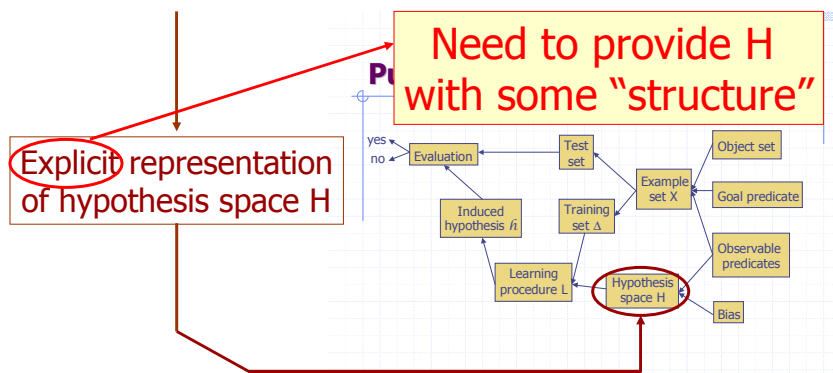 Need to provide H
with some “structure”
Explicit representation
of hypothesis space H
yes
no
Evaluation
Test
set
Object set
Example
set X
Goal predicate
Induced
hypothesis h
Training
set Δ
Observable
predicates
Learning
procedure L
Hypothesis
space H
Bias